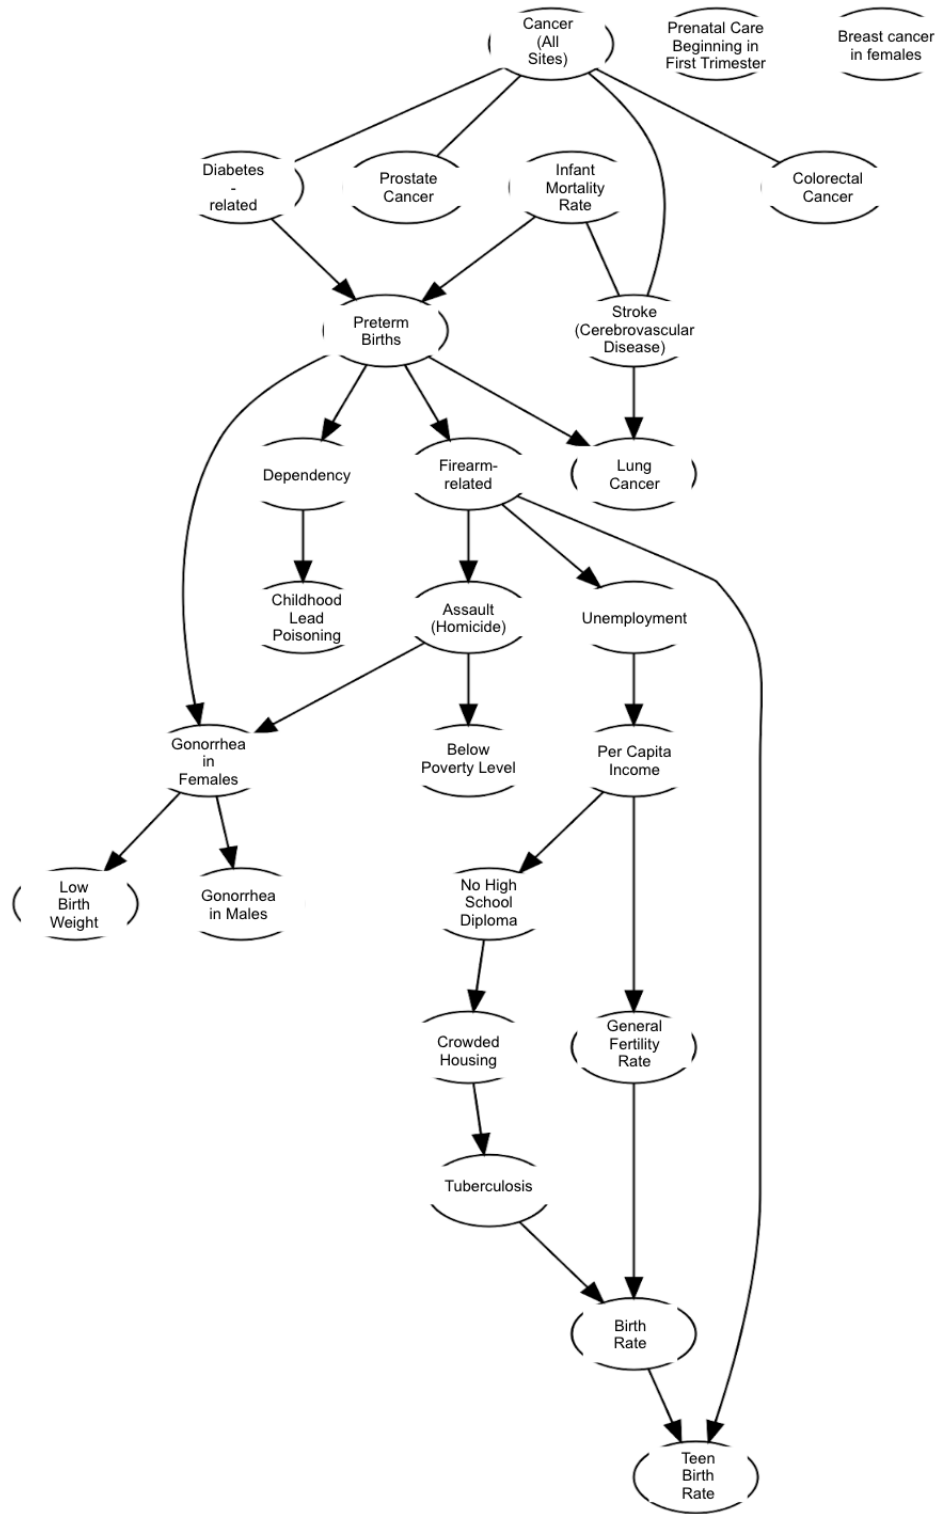 Cancer
(All
Sites)
Prenatal Care
Beginning in
First Trimester
Breast cancer
in females
Diabetes
-
related
Prostate
Cancer
Infant
Mortality
Rate
Colorectal
Cancer
Preterm
Births
Stroke
(Cerebrovascular
Disease)
Dependency
Firearm-
related
Lung
Cancer
Childhood
Lead
Poisoning
Assault
(Homicide)
Unemployment
Gonorrhea
in
Females
Below
Poverty Level
Per Capita
Income
Low
Birth
Weight
Gonorrhea
in Males
No High
School
Diploma
Crowded
Housing
General
Fertility
Rate
Tuberculosis
Birth
Rate
Teen
Birth
Rate